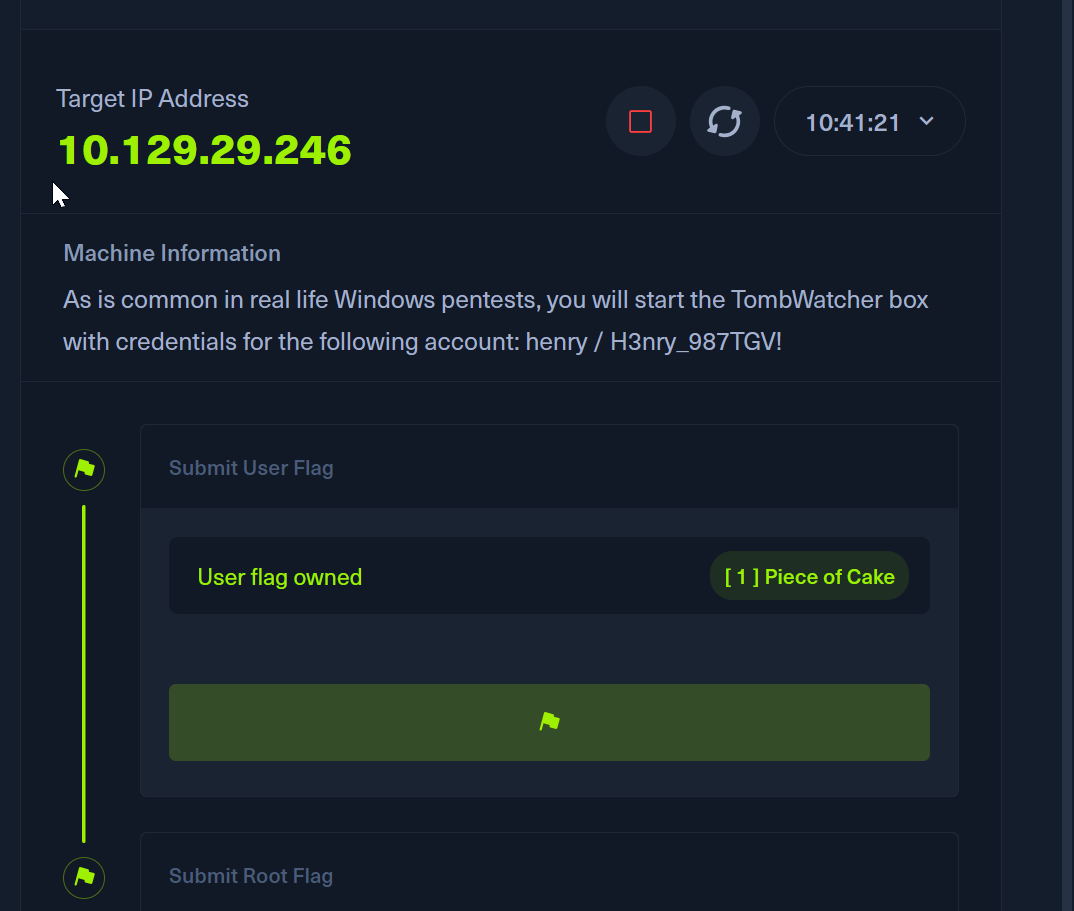 Target IP Address
10.129.29.246
10:41:21
Machine Information
As is common in real life Windows pentests, you will start the TombWatcher box
with credentials for the following account: henry / H3nry_987TGV!
Submit User Flag
User flag owned
[ 1 ] Piece of Cake
Submit Root Flag